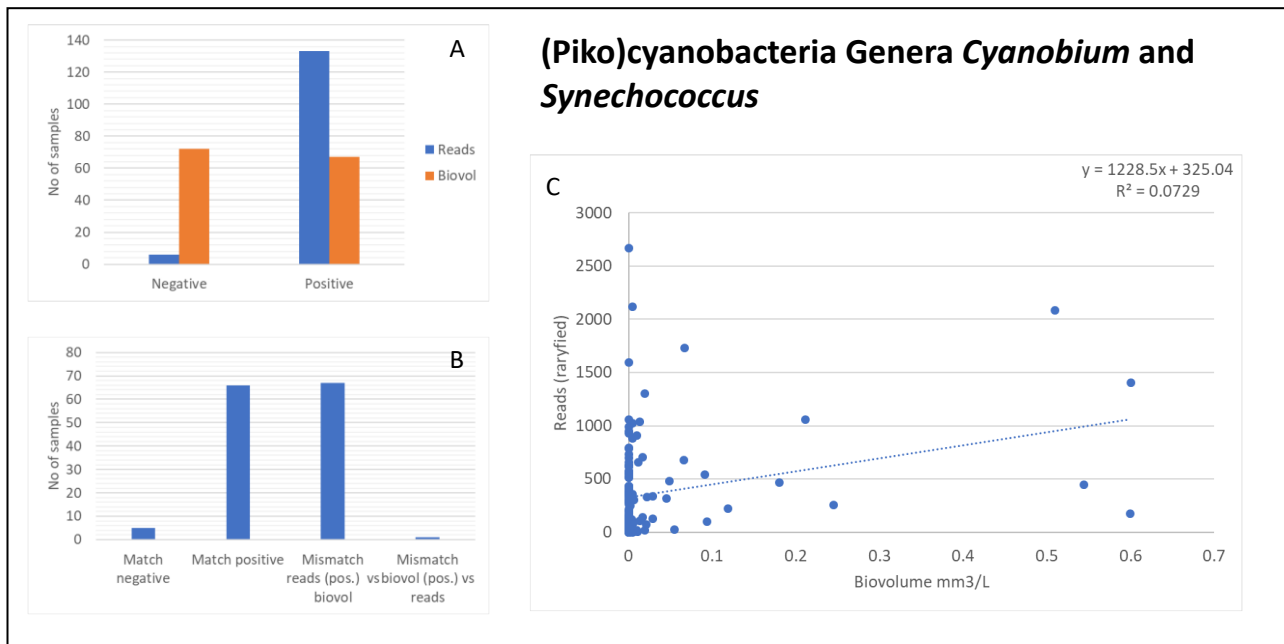 (Piko)cyanobacteria Genera Cyanobium and
Synechococcus
A
No of samples
140
120
100
80
60
40
20
0
Negative
Positive
Reads
Biovol
B
No of samples
80
70
60
50
40
30
20
10
0
Match
negative
Match positive
Mismatch
reads (pos.)
biovol
Mismatch
vsbiovol (pos.) vs
reads
C
y = 1228.5x + 325.04
R² = 0.0729
Reads (raryfied)
3000
2500
2000
1500
1000
500
0
0
0.1
0.2
0.3
0.4
0.5
0.6
0.7
Biovolume mm3/L